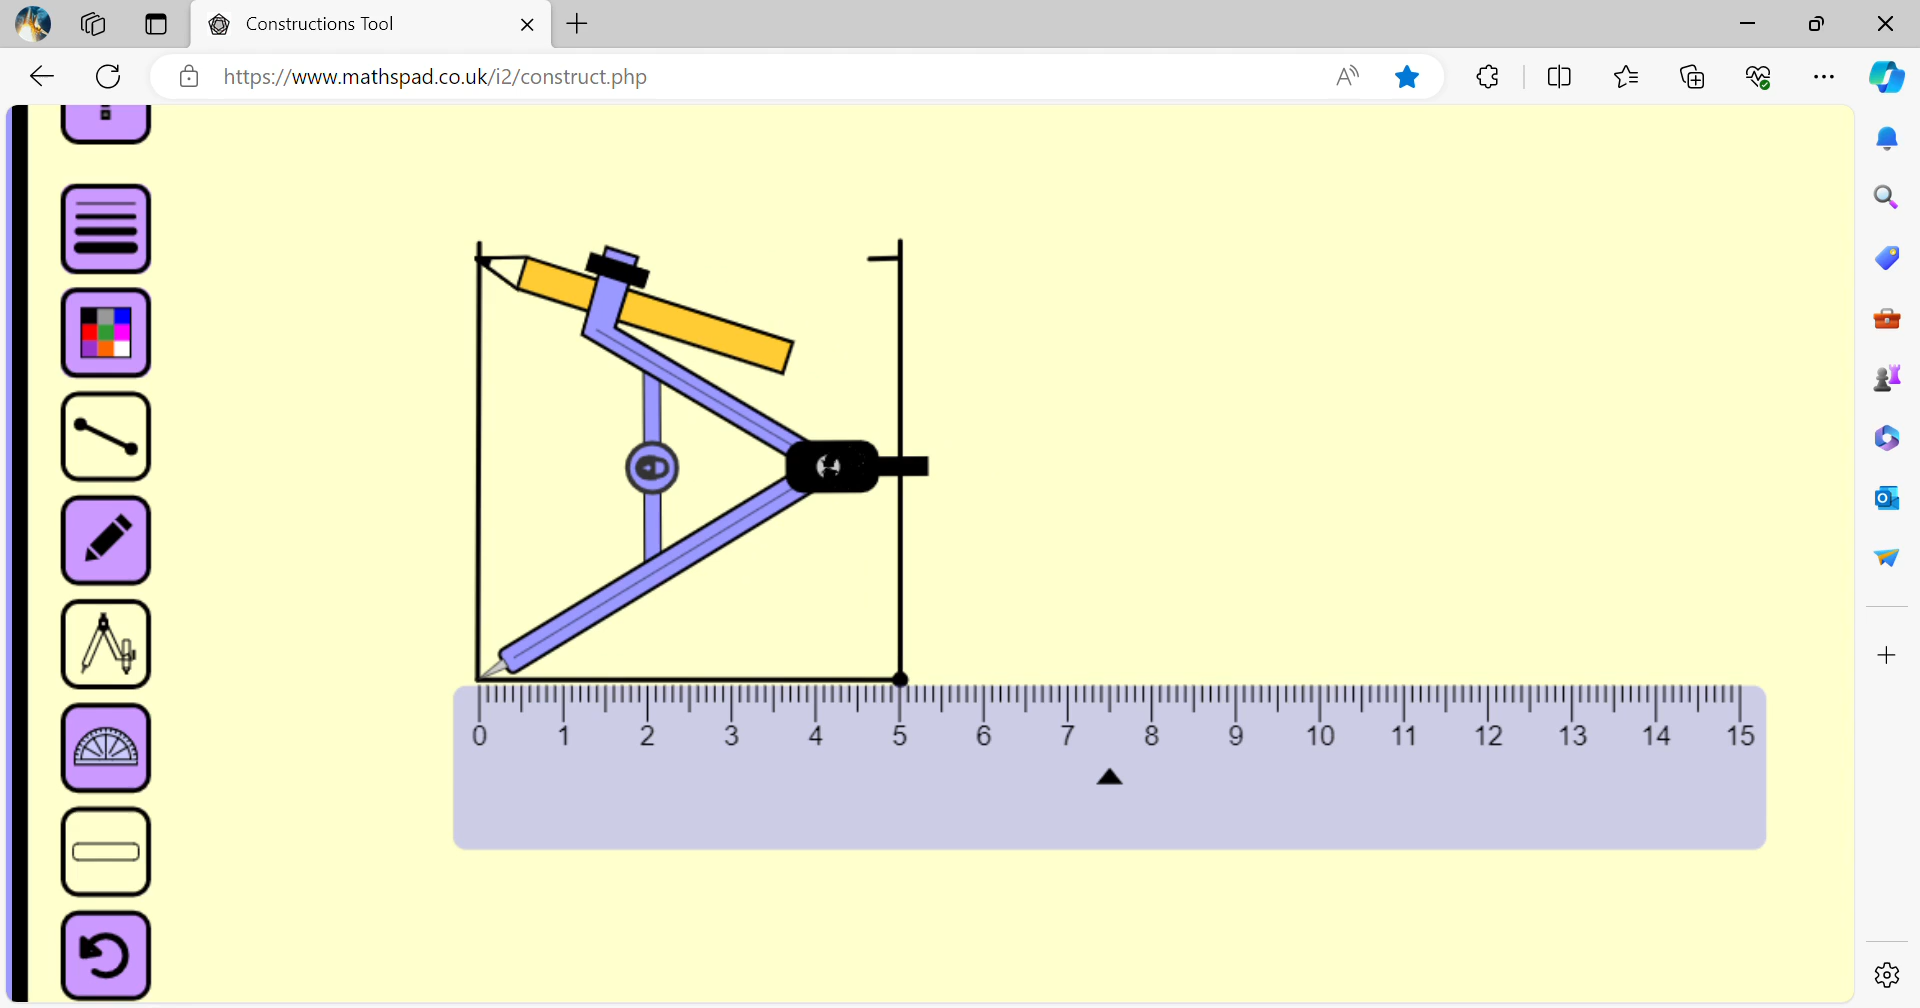 Constructions Tool
https://www.mathspad.co.uk/i2/construct.php
0 1 2 3 4 5 6 7 8 9 10 11 12 13 14 15